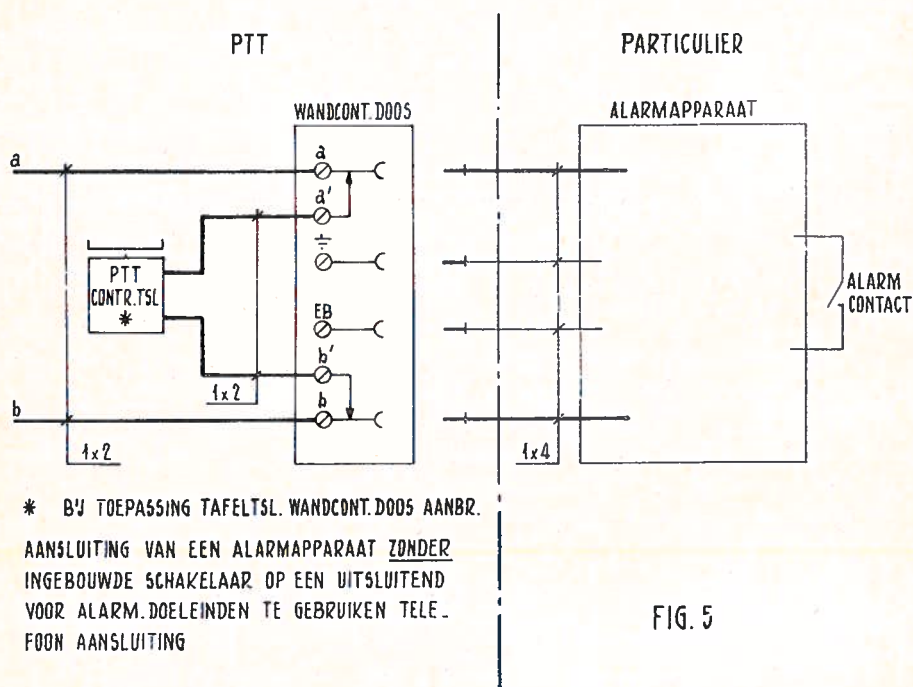 PTT
PARTICULIER
WANDCONT.DOOS
ALARMAPPARAAT
a
a
a'
PTT
CONTR.TSL
*
EB
b'
b
b
1x2
1x2
1x4
ALARM
CONTACT
* BIJ TOEPASSING TAFELTSL. WANDCONT.DOOS AANBR.
AANSLUITING VAN EEN ALARMAPPARAAT ZONDER
INGEBOUWDE SCHAKELAAR OP EEN UITSLUITEND
VOOR ALARM.DOELEINDEN TE GEBRUIKEN TELE-
FOON AANSLUITING
FIG. 5